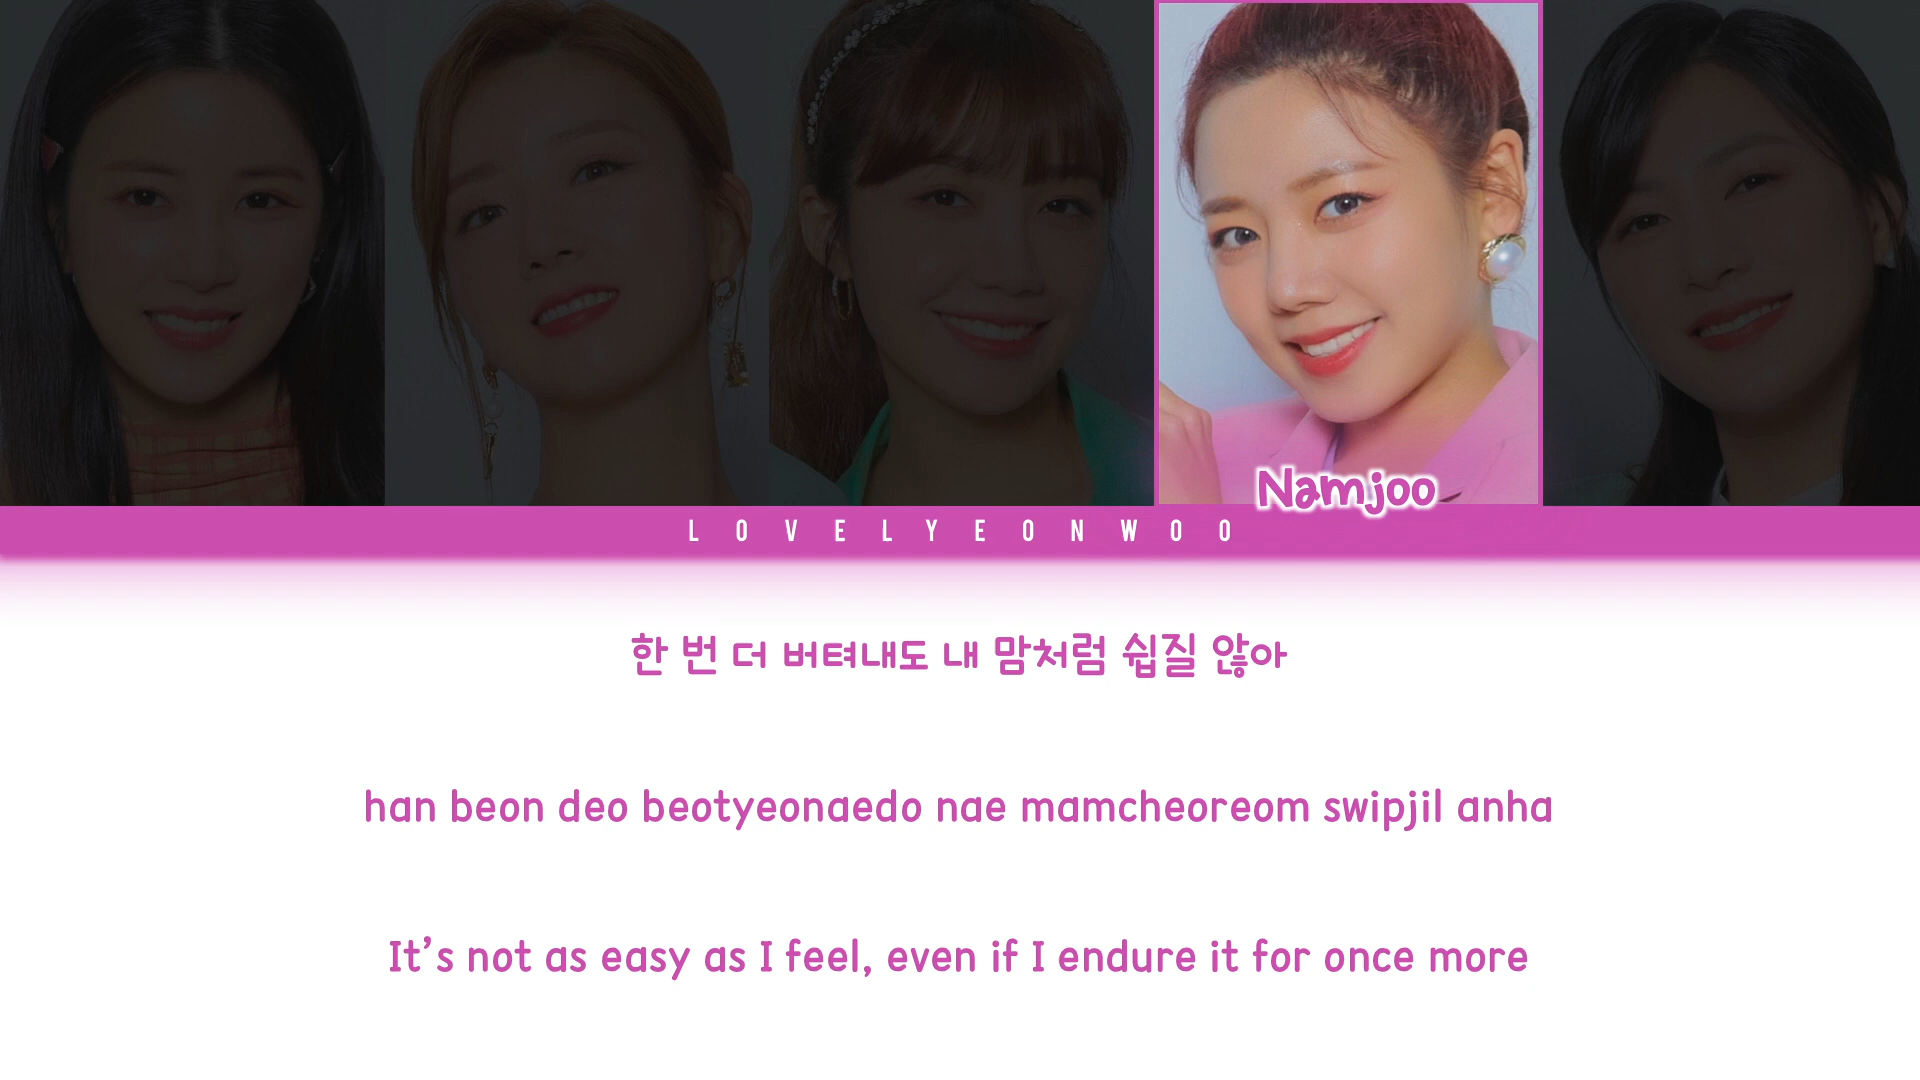 Namjoo
LOVELYEONWOO
한 번 더 버텨내도 내 맘처럼 쉽질 않아
han beon deo beotyeonaedo nae mamcheoreom swipjil anha
It's not as easy as I feel, even if I endure it for once more